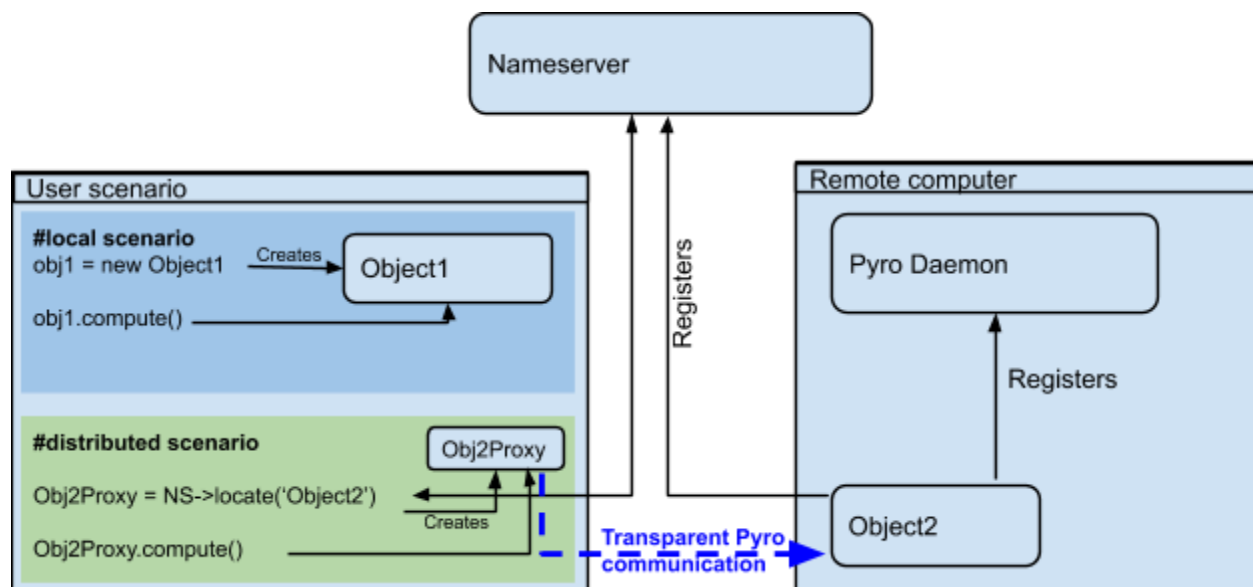 Nameserver
User scenario
#local scenario
obj1 = new Object1
Creates
Object1
obj1.compute()
#distributed scenario
Obj2Proxy
Obj2Proxy = NS->locate(‘Object2’)
Creates
Obj2Proxy.compute()
Transparent Pyro
communication
Registers
Remote computer
Pyro Daemon
Registers
Object2